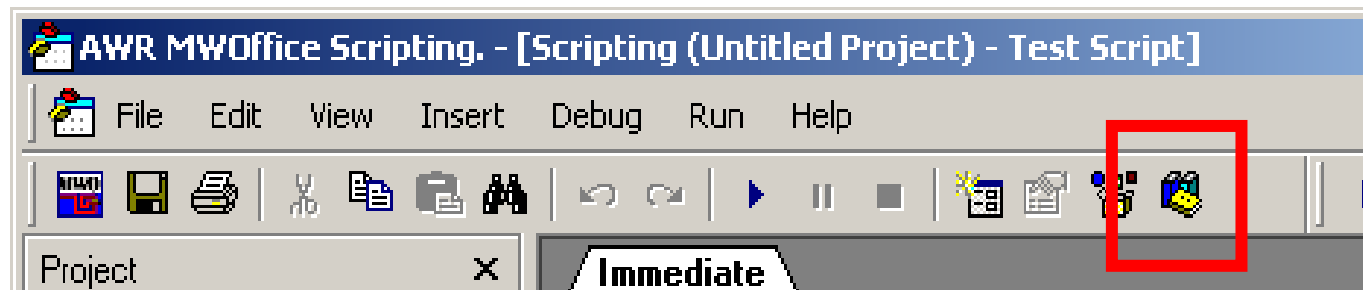 AWR MWOffice Scripting. - [Scripting (Untitled Project) - Test Script]
File Edit View Insert Debug Run Help
Project Immediate